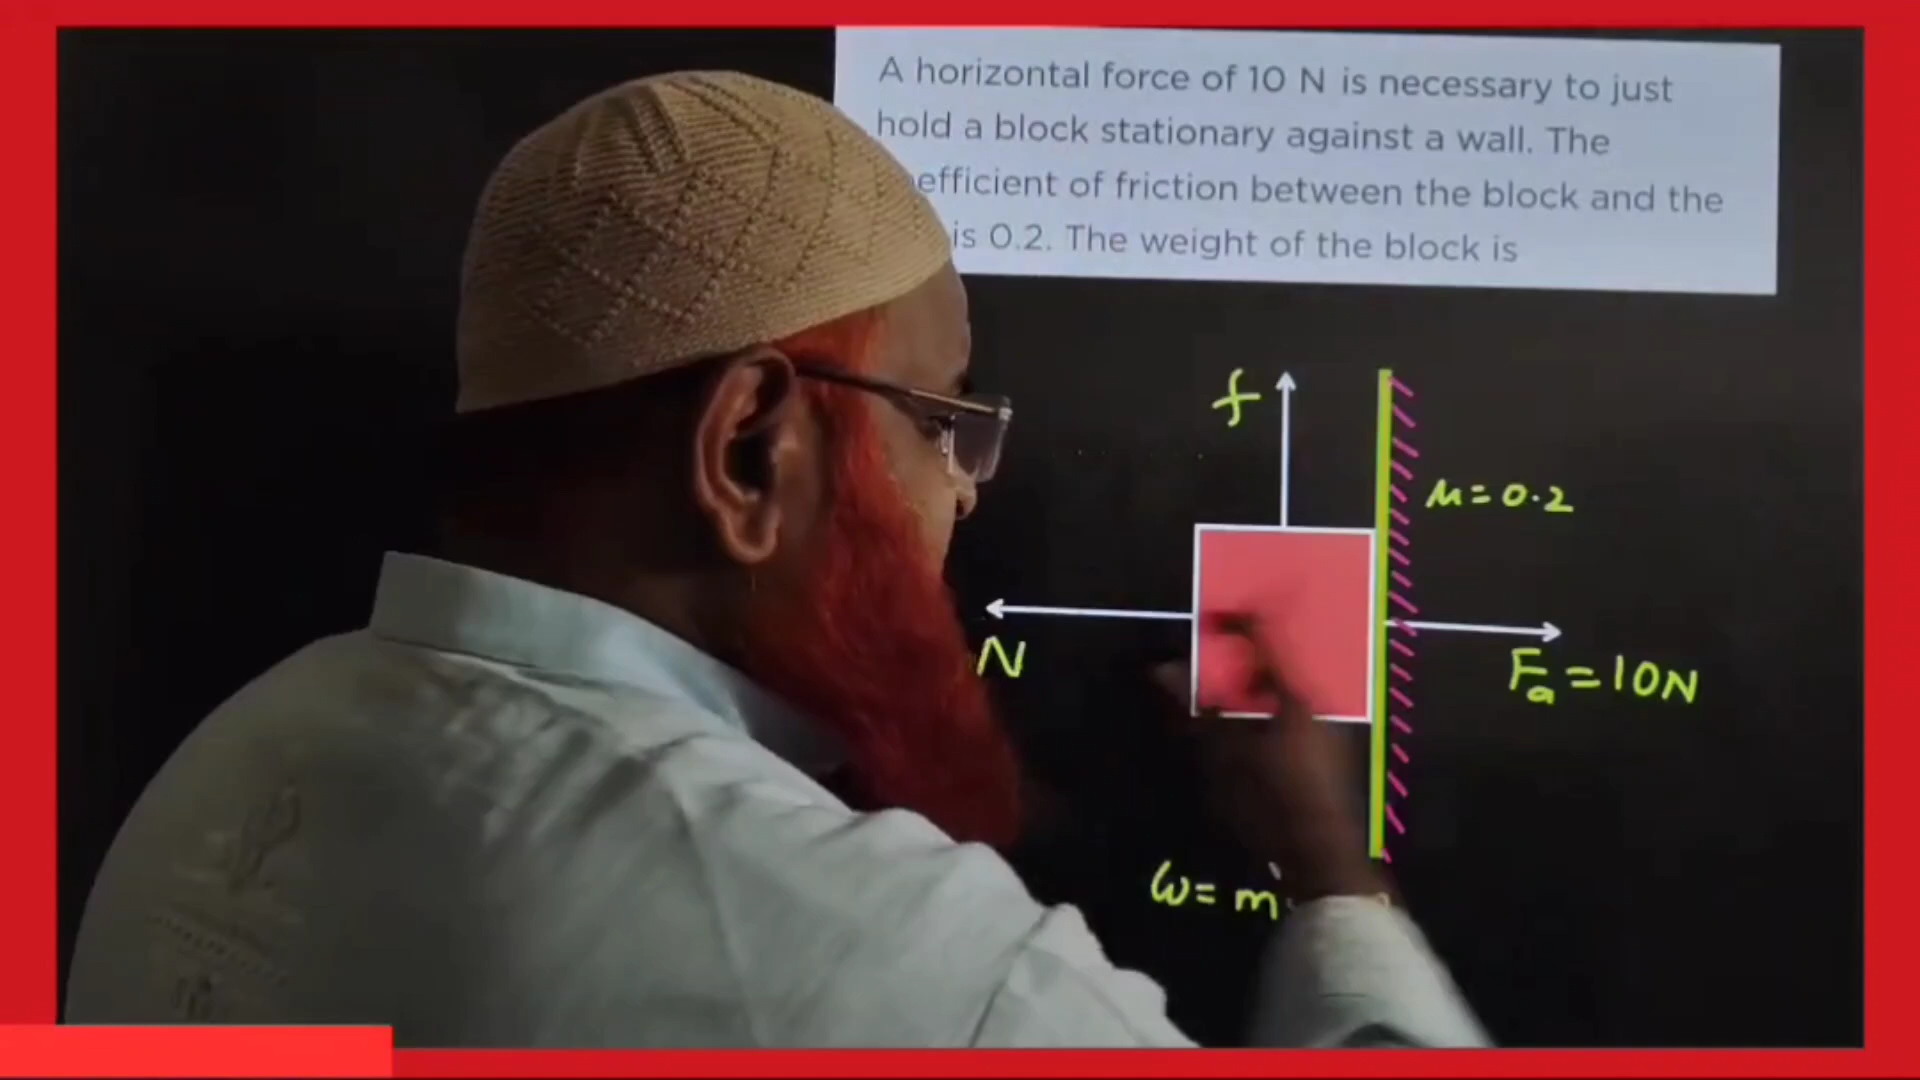 A horizontal force of 10 N is necessary to just
hold a block stationary against a wall. The
efficient of friction between the block and the
is 0.2. The weight of the block is
f
μ=0.2
N
Fa=10N
W= m